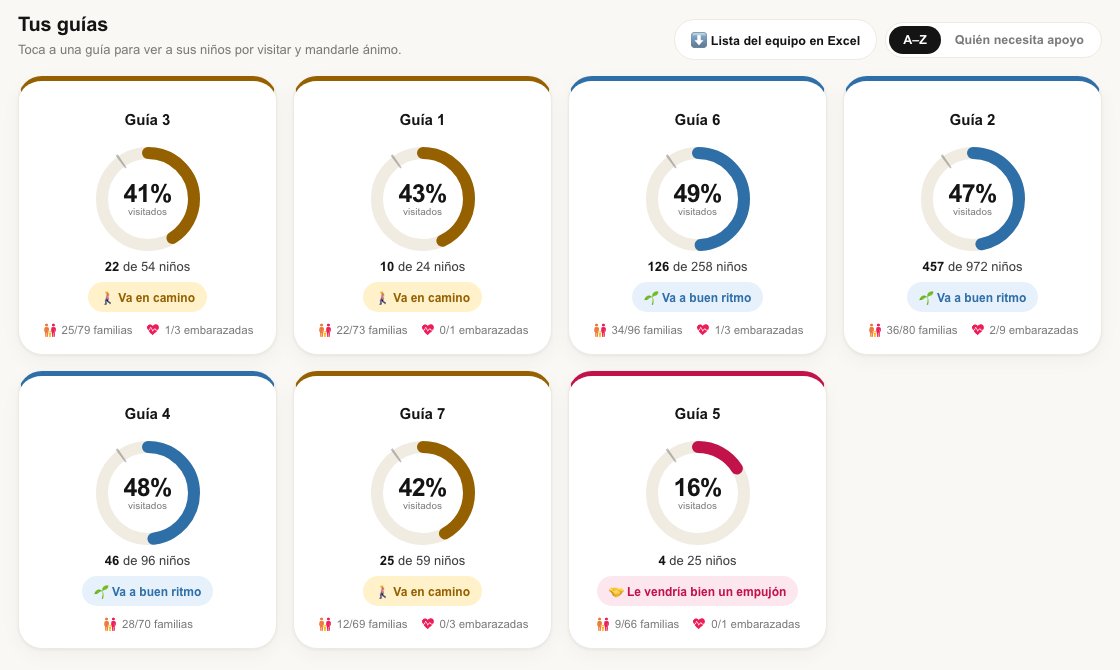 Tus guías
Toca a una guía para ver a sus niños por visitar y mandarle ánimo.
⬇️ Lista del equipo en Excel
A–Z
Quién necesita apoyo
Guía 3
41%
visitados
22 de 54 niños
Va en camino
25/79 familias 1/3 embarazadas
Guía 1
43%
visitados
10 de 24 niños
Va en camino
22/73 familias 0/1 embarazadas
Guía 6
49%
visitados
126 de 258 niños
Va a buen ritmo
34/96 familias 1/3 embarazadas
Guía 2
47%
visitados
457 de 972 niños
Va a buen ritmo
36/80 familias 2/9 embarazadas
Guía 4
48%
visitados
46 de 96 niños
Va a buen ritmo
28/70 familias
Guía 7
42%
visitados
25 de 59 niños
Va en camino
12/69 familias 0/3 embarazadas
Guía 5
16%
visitados
4 de 25 niños
Le vendría bien un empujón
9/66 familias 0/1 embarazadas